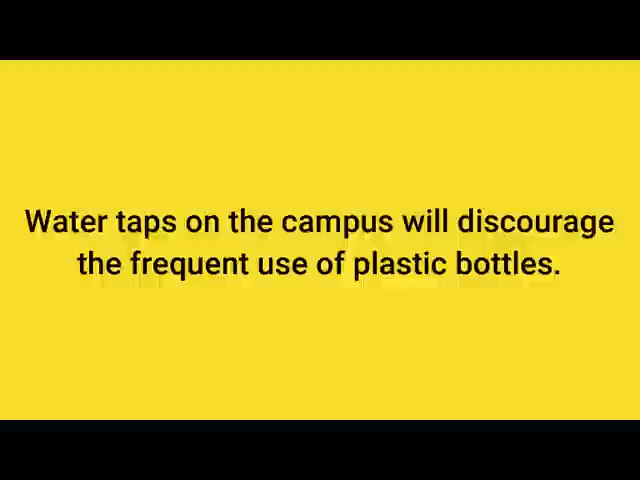 Water taps on the campus will discourage
the frequent use of plastic bottles.